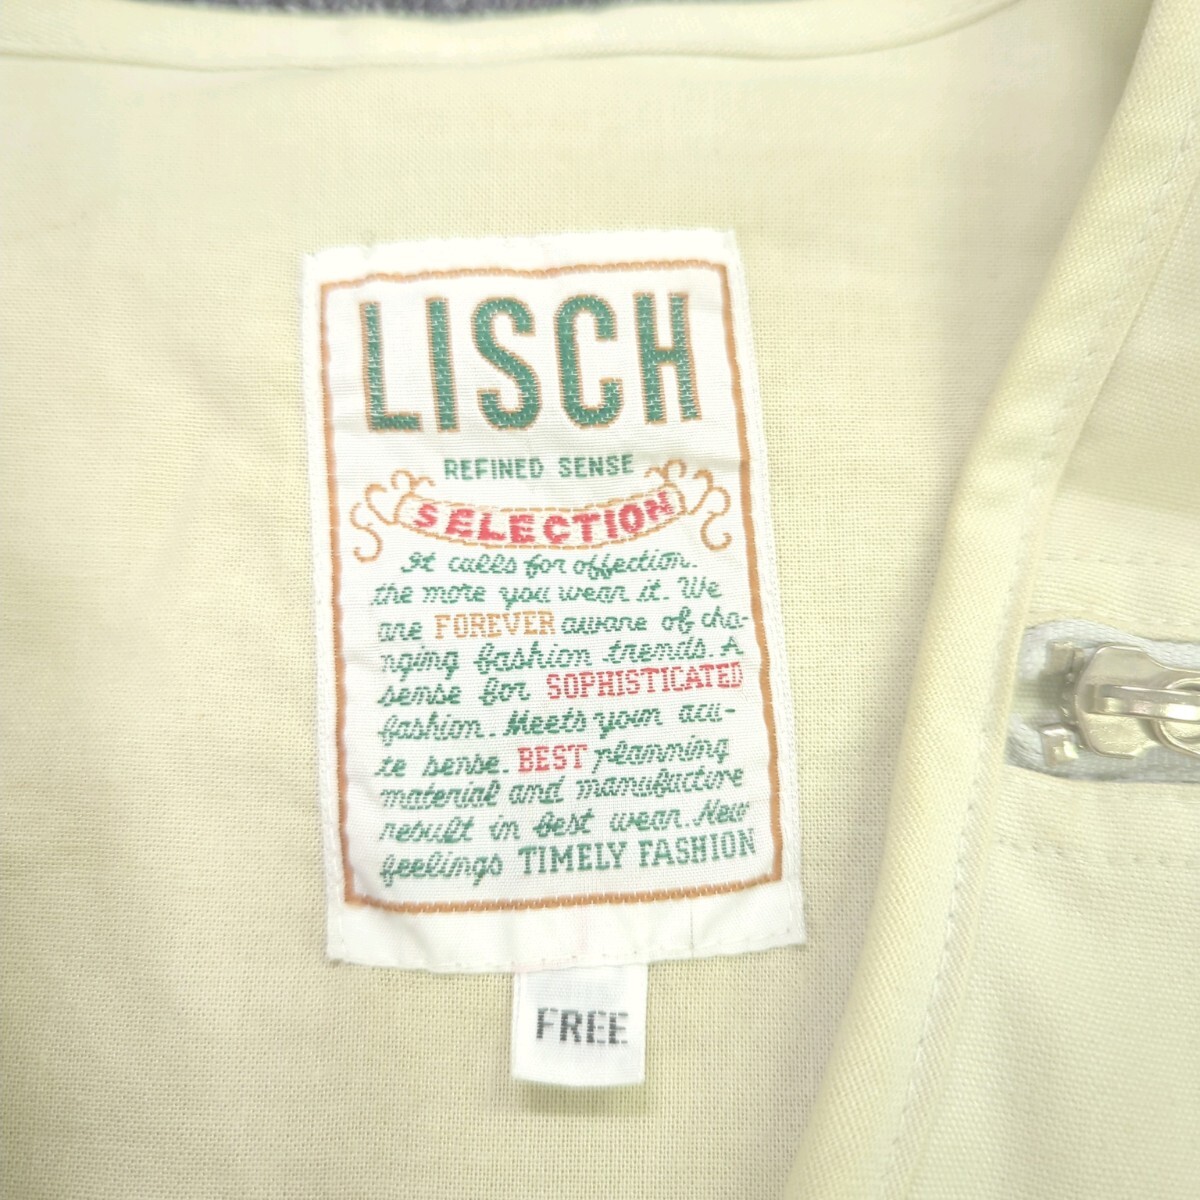 LISCH
REFINED SENSE
SELECTION
It calls for offection.
the more you wear it. We
are FOREVER aware of cha-
nging fashion trends. A
sense for SOPHISTICATED
fashion. Meets your acu-
te sense. BEST planning
material and manufacture
result in best wear. New
feelings TIMELY FASHION
FREE